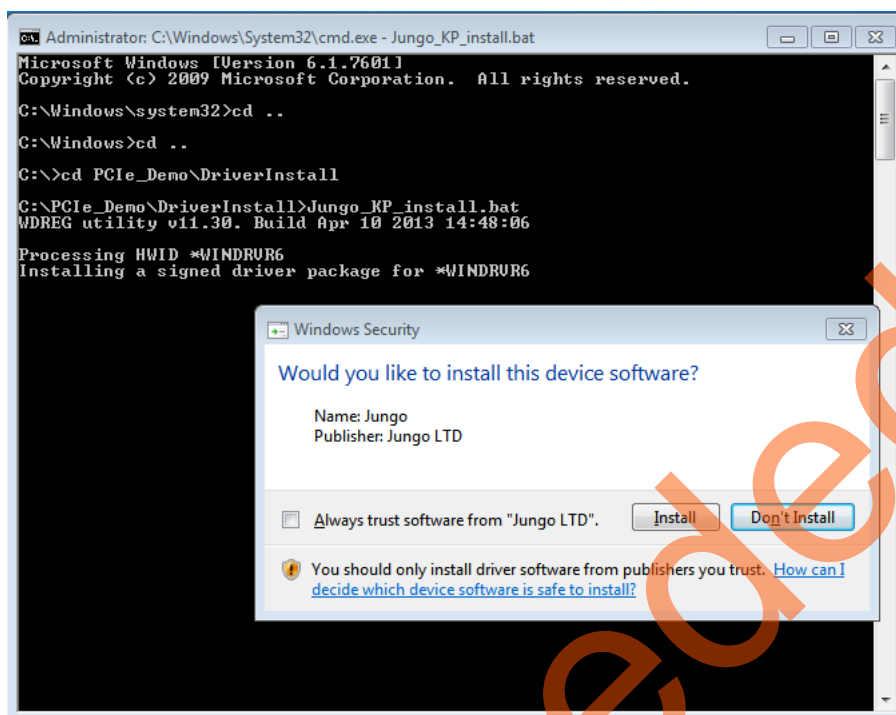 Administrator: C:\Windows\System32\cmd.exe - Jungo_KP_install.bat
Microsoft Windows [Version 6.1.7601]
Copyright (c) 2009 Microsoft Corporation.  All rights reserved.
C:\Windows\system32>cd ..
C:\Windows>cd ..
C:\>cd PCIe_Demo\DriverInstall
C:\PCIe_Demo\DriverInstall>Jungo_KP_install.bat
WDREG utility v11.30. Build Apr 10 2013 14:48:06
Processing HWID *WINDRVR6
Installing a signed driver package for *WINDRVR6
Windows Security
Would you like to install this device software?
Name: Jungo
Publisher: Jungo LTD
Always trust software from "Jungo LTD". Install Don't Install
You should only install driver software from publishers you trust. How can I
decide which device software is safe to install?